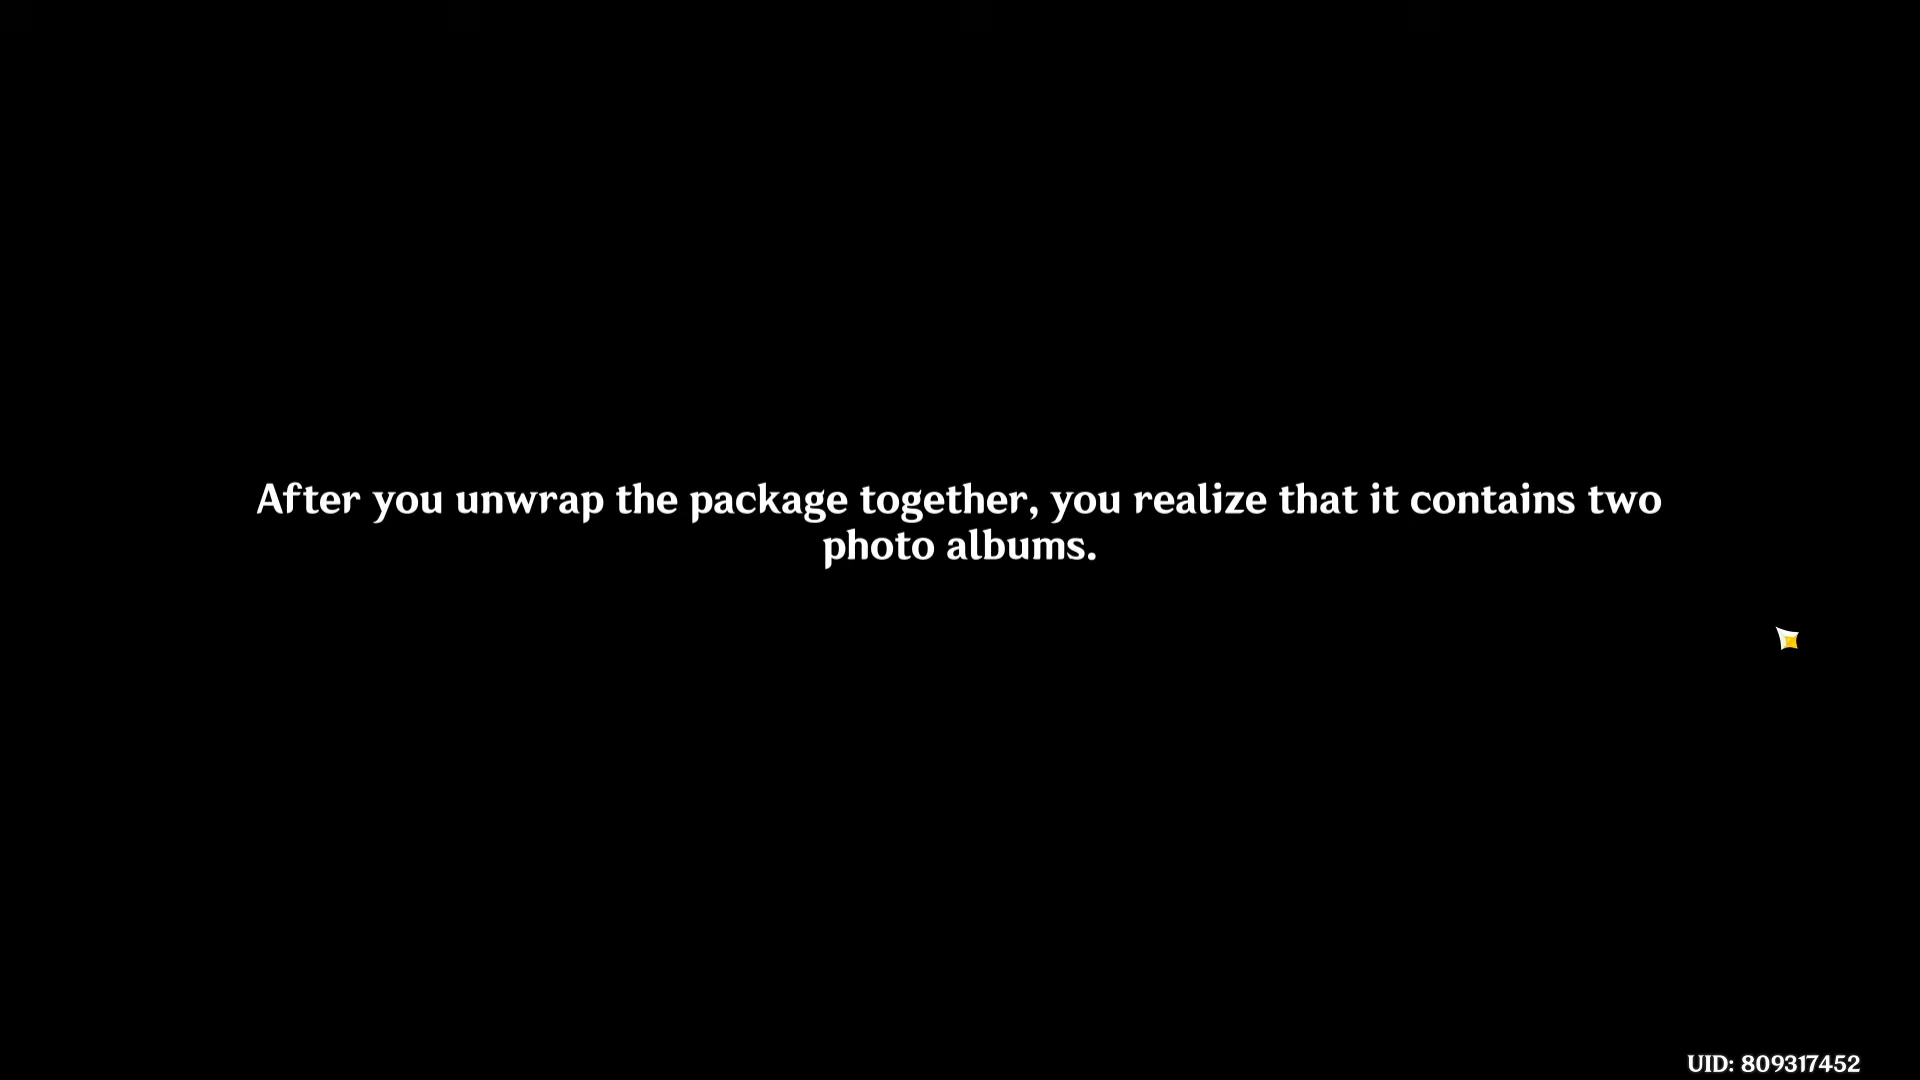 After you unwrap the package together, you realize that it contains two
photo albums.
UID: 809317452